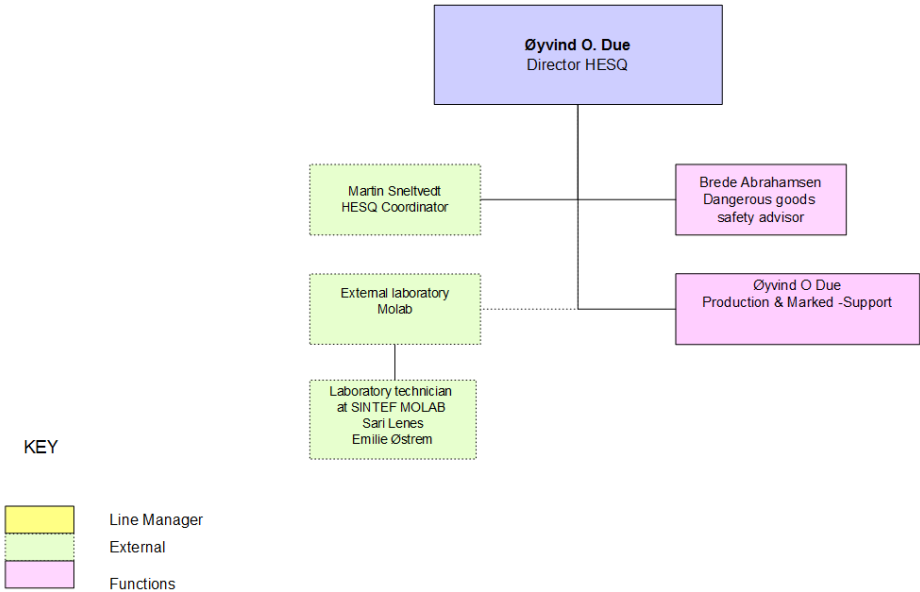 Øyvind O. Due
Director HESQ
Martin Sneltvedt
HESQ Coordinator
Brede Abrahamsen
Dangerous goods
safety advisor
External laboratory
Molab
Øyvind O Due
Production & Marked -Support
Laboratory technician
at SINTEF MOLAB
Sari Lenes
Emilie Østrem
KEY
Line Manager
External
Functions